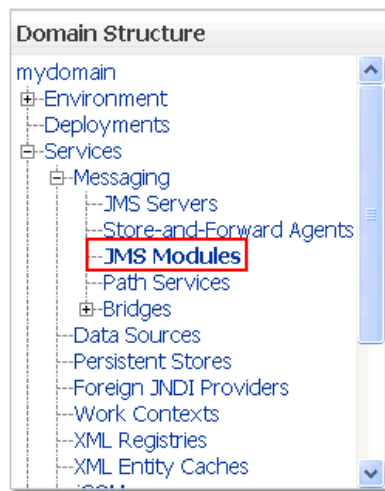 Domain Structure
mydomain
Environment
Deployments
Services
Messaging
JMS Servers
Store-and-Forward Agents
JMS Modules
Path Services
Bridges
Data Sources
Persistent Stores
Foreign JNDI Providers
Work Contexts
XML Registries
XML Entity Caches